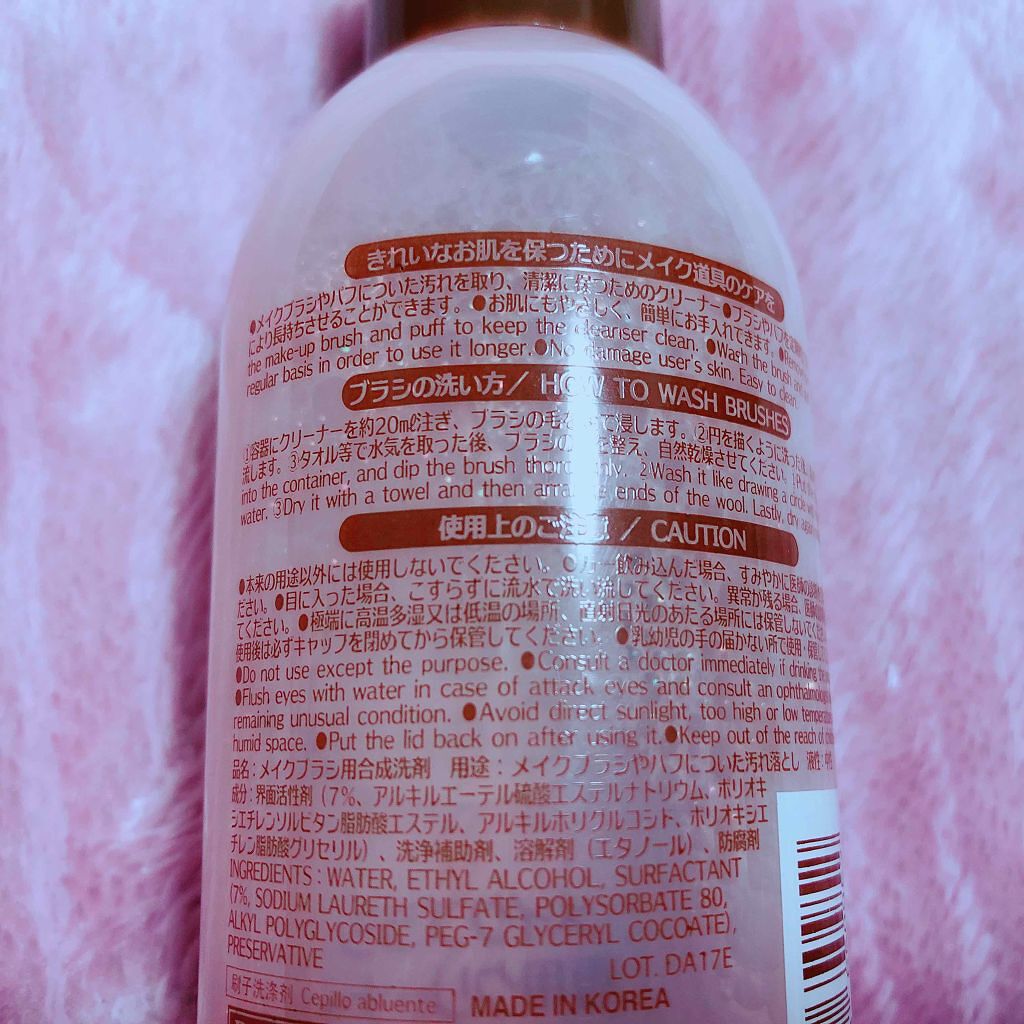 きれいなお肌を保つためにメイク道具のケアを
●メイクブラシやパフについた汚れを取り、清潔に保つためのクリーナー●ブラシやパフを
により長持ちさせることができます。●お肌にもやさしく、簡単にお手入れできます。
the make-up brush and puff to keep the cleanser clean. ●Wash the brush and
regular basis in order to use it longer.●No damage user's skin. Easy to clean.
ブラシの洗い方／ HOW TO WASH BRUSHES
①容器にクリーナーを約20mℓ注ぎ、ブラシの毛を 浸します。②円を描くように洗った後、
流します。③タオル等で水気を取った後、ブラシの 整え、自然乾燥させてください。
into the container, and dip the brush thoroughly. ②Wash it like drawing a circle
water. ③Dry it with a towel and then ends of the wool. Lastly, dry
使用上のご注意 ／ CAUTION
●本来の用途以外には使用しないでください。●万一飲み込んだ場合、すみやかに医師の
ださい。●目に入った場合、こすらずに流水で洗い流してください。異常が残る場合、
てください。●極端に高温多湿又は低温の場所、直射日光のあたる場所には保管しないでくださ
使用後は必ずキャップを閉めてから保管してください。●乳幼児の手の届かない所で使用・保管
●Do not use except the purpose. ●Consult a doctor immediately if drinking
●Flush eyes with water in case of attack eyes and consult an
remaining unusual condition. ●Avoid direct sunlight, too high or low
humid space. ●Put the lid back on after using it.●Keep out of the reach of
品名：メイクブラシ用合成洗剤 用途：メイクブラシやパフについた汚れ落とし 液性：
成分：界面活性剤（7％、アルキルエーテル硫酸エステルナトリウム、ポリオキ
シエチレンソルビタン脂肪酸エステル、アルキルポリグルコシド、ポリオキシエ
チレン脂肪酸グリセリル）、洗浄補助剤、溶解剤（エタノール）、防腐剤
INGREDIENTS : WATER, ETHYL ALCOHOL, SURFACTANT
(7%, SODIUM LAURETH SULFATE, POLYSORBATE 80,
ALKYL POLYGLYCOSIDE, PEG-7 GLYCERYL COCOATE),
PRESERVATIVE
LOT. DA17E
刷子洗涤剂 Cepillo abluente
MADE IN KOREA